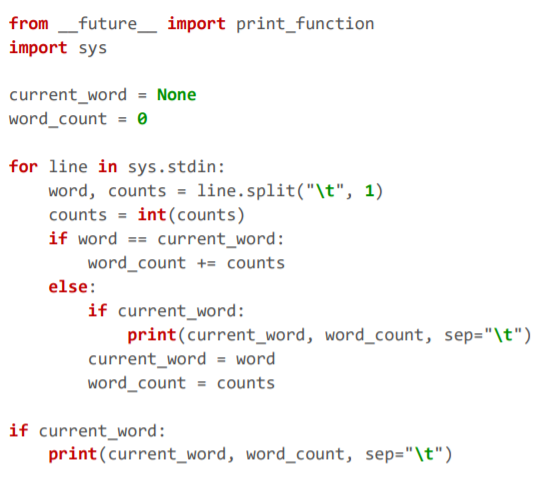 from __future__ import print_function
import sys

current_word = None
word_count = 0

for line in sys.stdin:
    word, counts = line.split("\t", 1)
    counts = int(counts)
    if word == current_word:
        word_count += counts
    else:
        if current_word:
            print(current_word, word_count, sep="\t")
        current_word = word
        word_count = counts

if current_word:
    print(current_word, word_count, sep="\t")